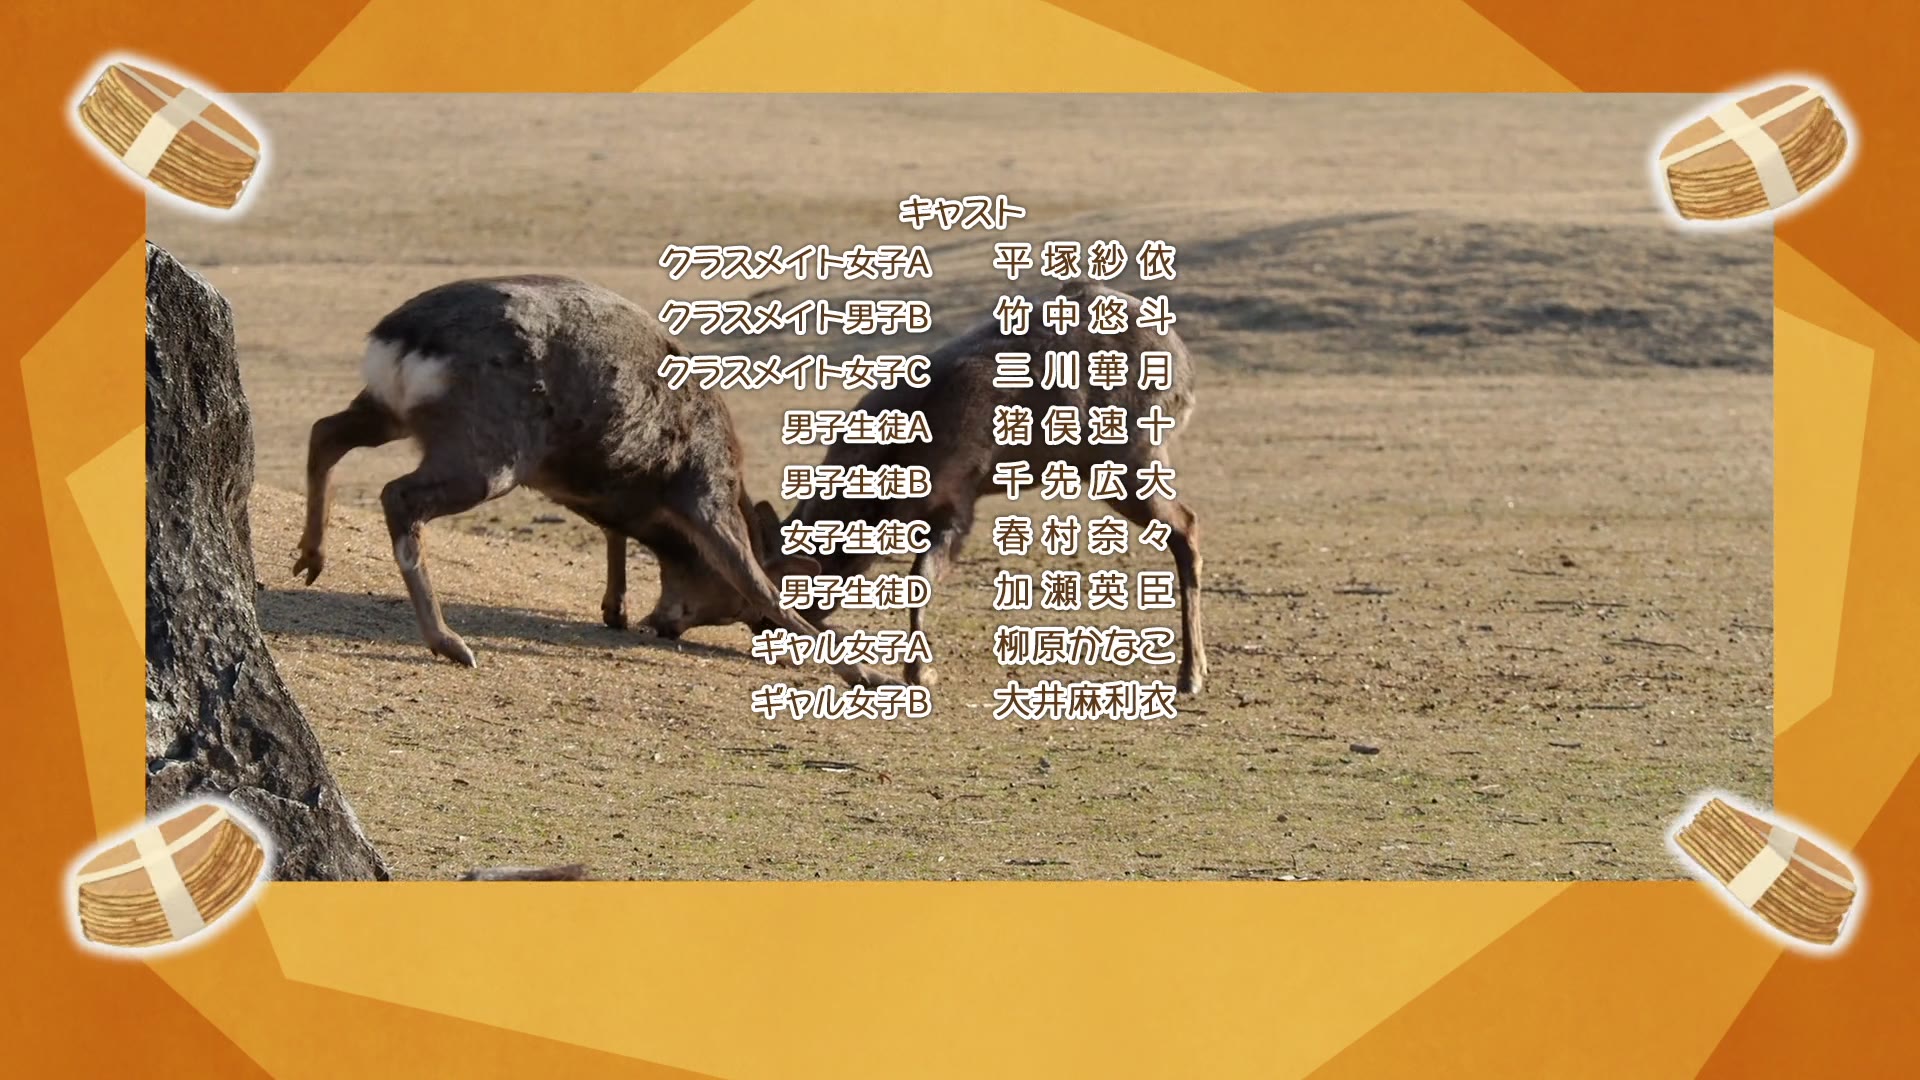 キャスト
クラスメイト女子A 平塚紗依
クラスメイト男子B 竹中悠斗
クラスメイト女子C 三川華月
男子生徒A 猪俣速十
男子生徒B 千先広大
女子生徒C 春村奈々
男子生徒D 加瀬英臣
ギャル女子A 柳原かなこ
ギャル女子B 大井麻利衣